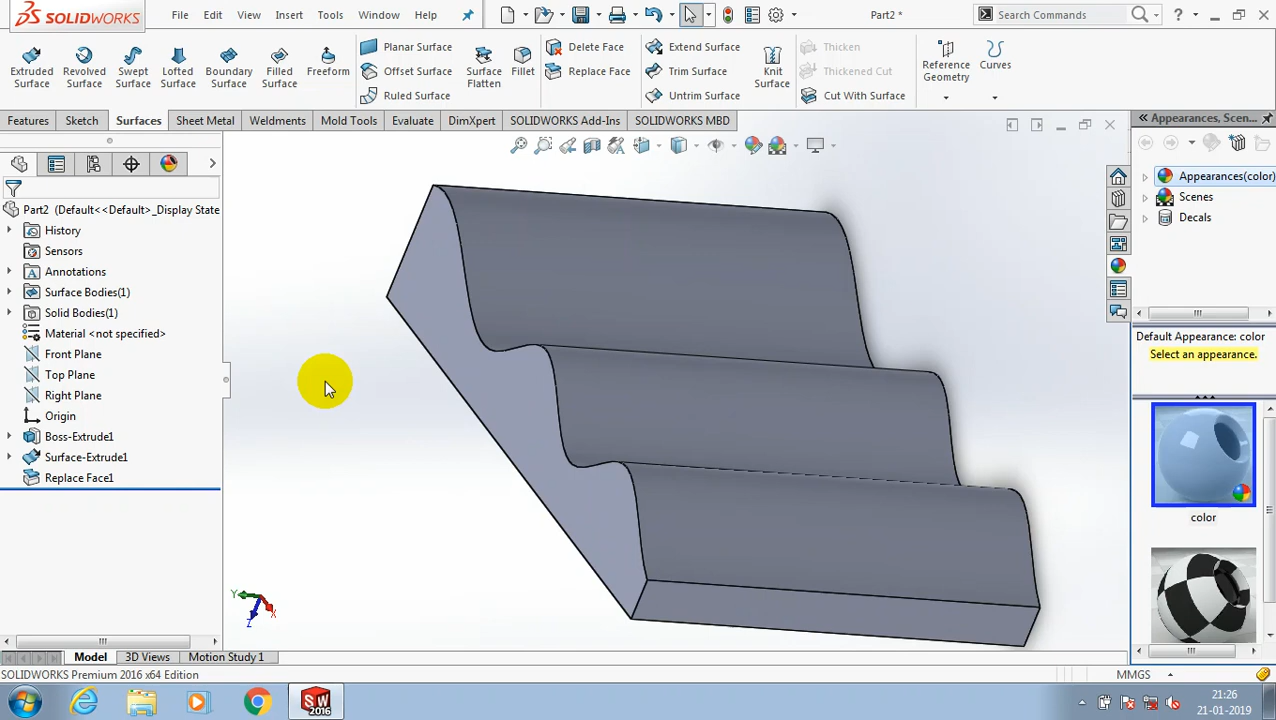 SOLIDWORKS File Edit View Insert Tools Window Help Part2 * Search Commands ?
Extruded Surface Revolved Surface Swept Surface Lofted Surface Boundary Surface Filled Surface Freeform Planar Surface Offset Surface Ruled Surface Surface Flatten Fillet Delete Face Replace Face Extend Surface Trim Surface Untrim Surface Knit Surface Thicken Thickened Cut Cut With Surface Reference Geometry Curves
Features Sketch Surfaces Sheet Metal Weldments Mold Tools Evaluate DimXpert SOLIDWORKS Add-Ins SOLIDWORKS MBD
Appearances, Scen...
Part2 (Default<<Default>_Display State
History
Sensors
Annotations
Surface Bodies(1)
Solid Bodies(1)
Material <not specified>
Front Plane
Top Plane
Right Plane
Origin
Boss-Extrude1
Surface-Extrude1
Replace Face1
Y
X
Z
Appearances(color)
Scenes
Decals
Default Appearance: color
Select an appearance.
color
Model 3D Views Motion Study 1
SOLIDWORKS Premium 2016 x64 Edition MMGS
SW 2016
21:26
21-01-2019